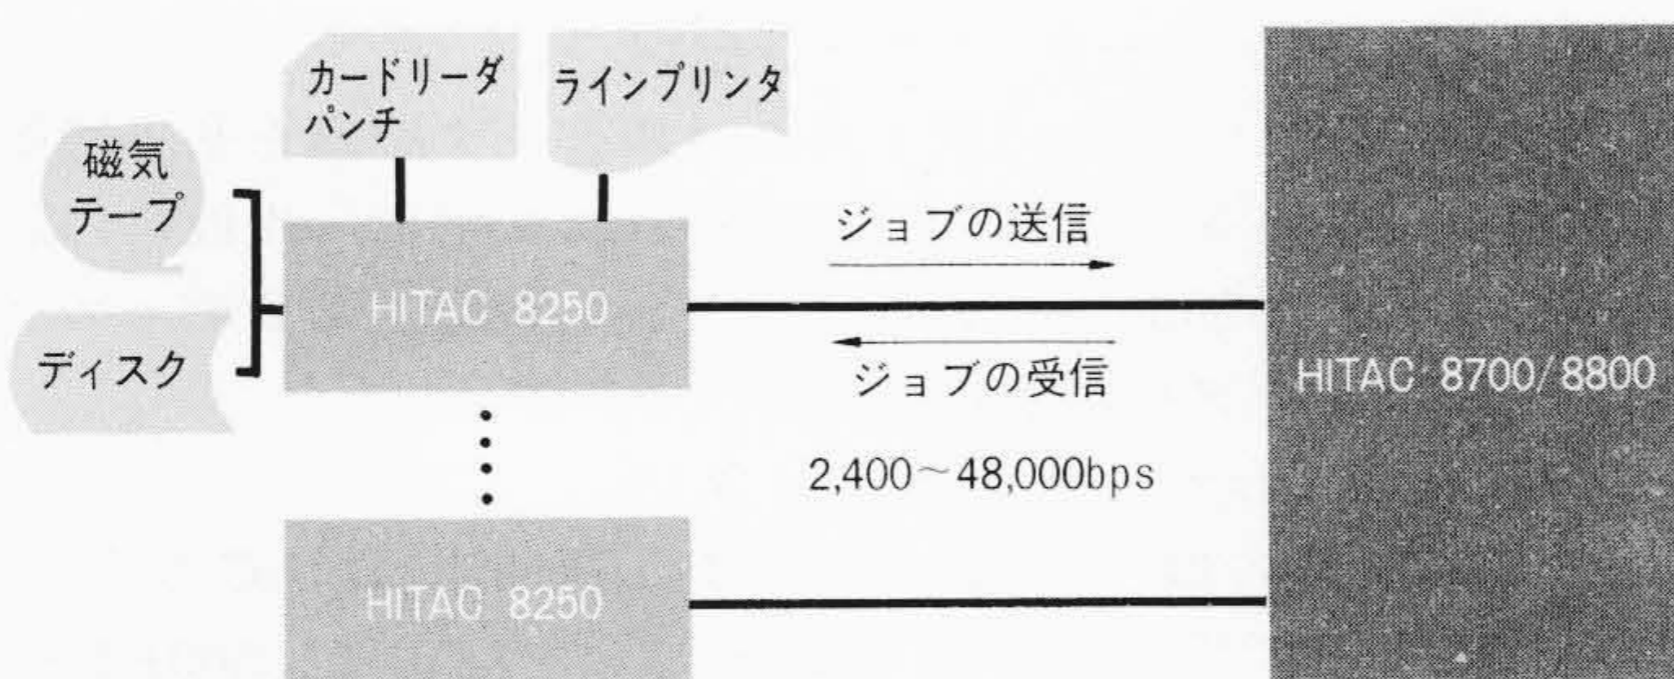 カードリーダ
パンチ
ラインプリンタ
磁気
テープ
ディスク
HITAC 8250
ジョブの送信
ジョブの受信
2,400～48,000bps
HITAC 8700/8800
HITAC 8250